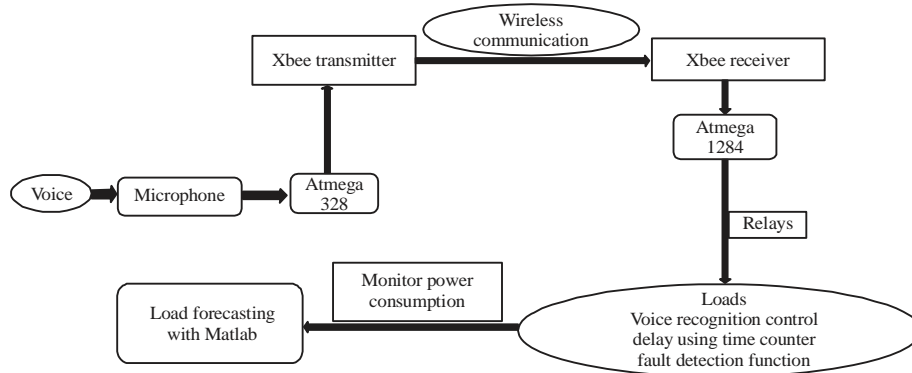 Wireless
communication
Xbee transmitter
Xbee receiver
Atmega
1284
Voice
Microphone
Atmega
328
Relays
Monitor power
consumption
Load forecasting
with Matlab
Loads
Voice recognition control
delay using time counter
fault detection function